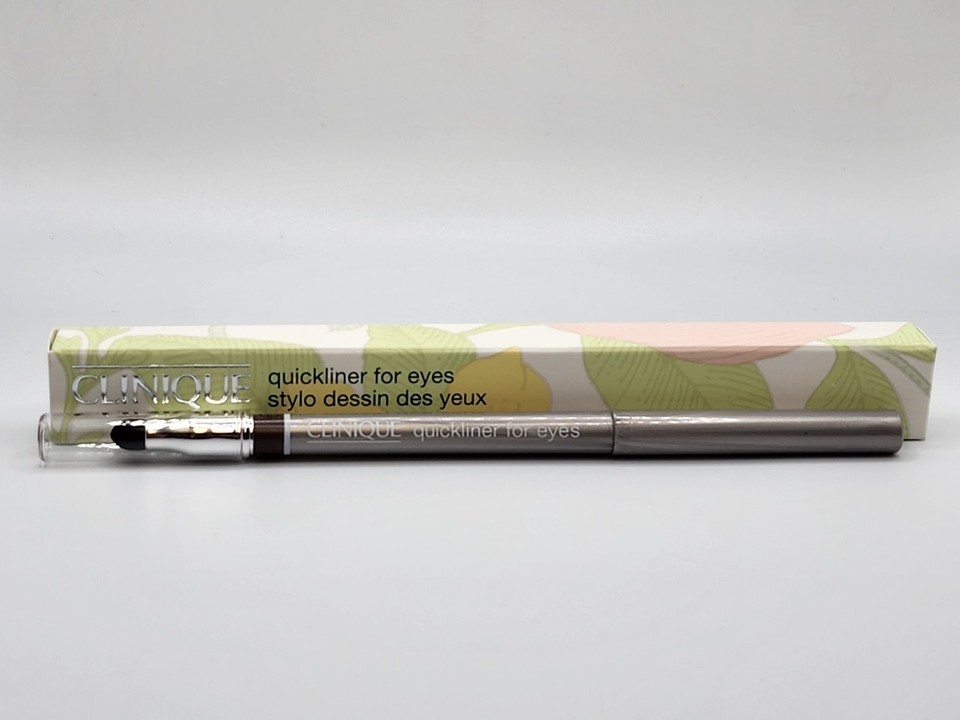 CLINIQUE
quickliner for eyes
stylo dessin des yeux
CLINIQUE quickliner for eyes